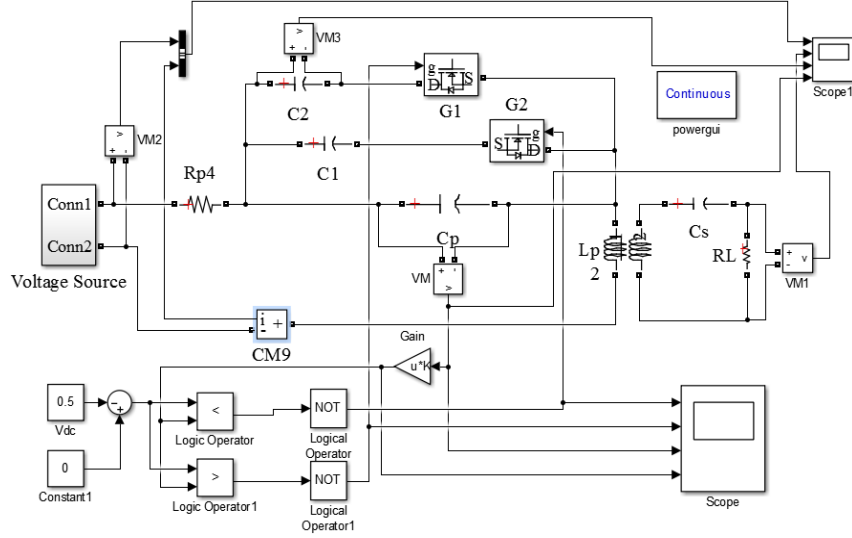 VM3
g
D
S
G1
C2
G2
g
S
D
C1
Continuous
powergui
Scope1
VM2
v
+
-
Rp4
Conn1
Conn2
Voltage Source
Cp
+
-
v
VM
Lp
2
1
2
Cs
RL
+
-
v
VM1
i
-
+
CM9
Gain
u*K
0.5
Vdc
-
+
<
Logic Operator
NOT
Logical
Operator
0
Constant1
>
Logic Operator1
NOT
Logical
Operator1
Scope